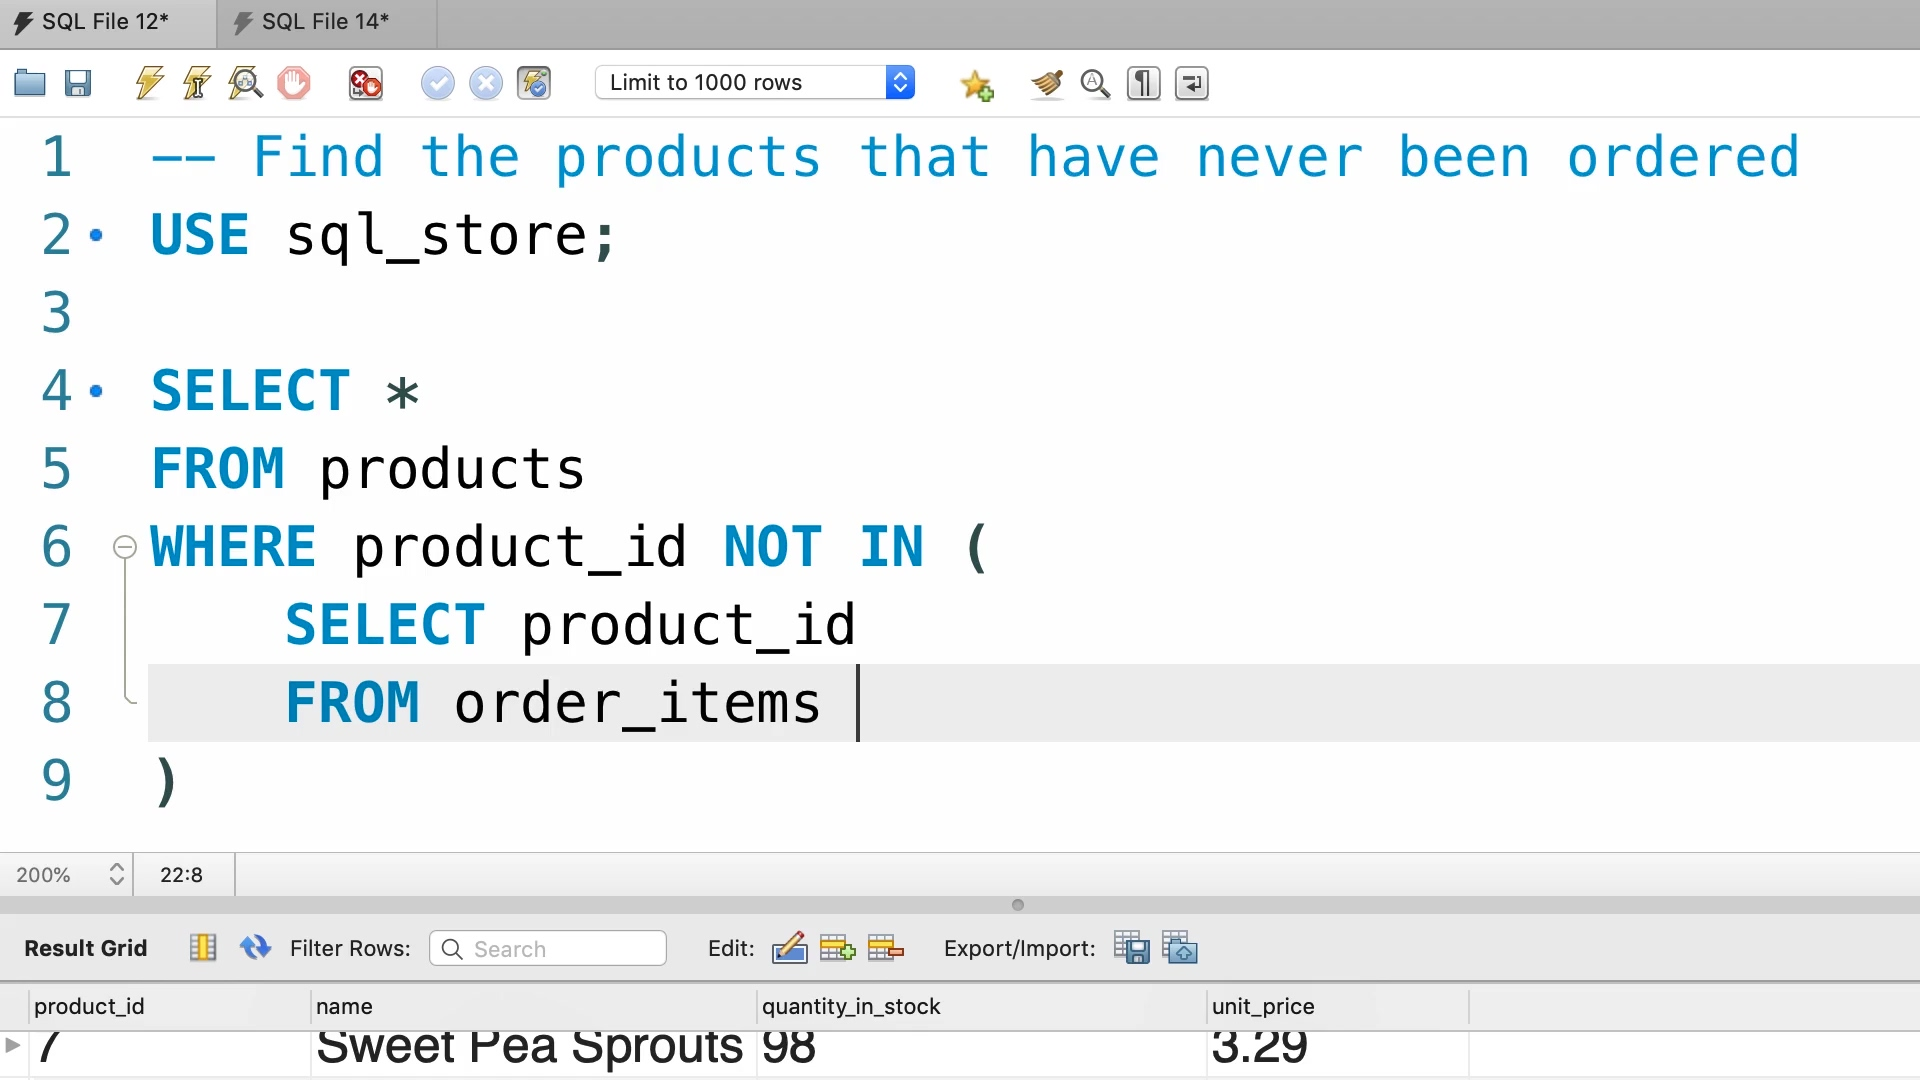 SQL File 12* SQL File 14*
Limit to 1000 rows
1 -- Find the products that have never been ordered
2 USE sql_store;
3
4 SELECT *
5 FROM products
6 WHERE product_id NOT IN (
7 SELECT product_id
8 FROM order_items
9 )
200% 22:8
Result Grid Filter Rows: Search Edit: Export/Import:
product_id name quantity_in_stock unit_price
7 Sweet Pea Sprouts 98 3.29